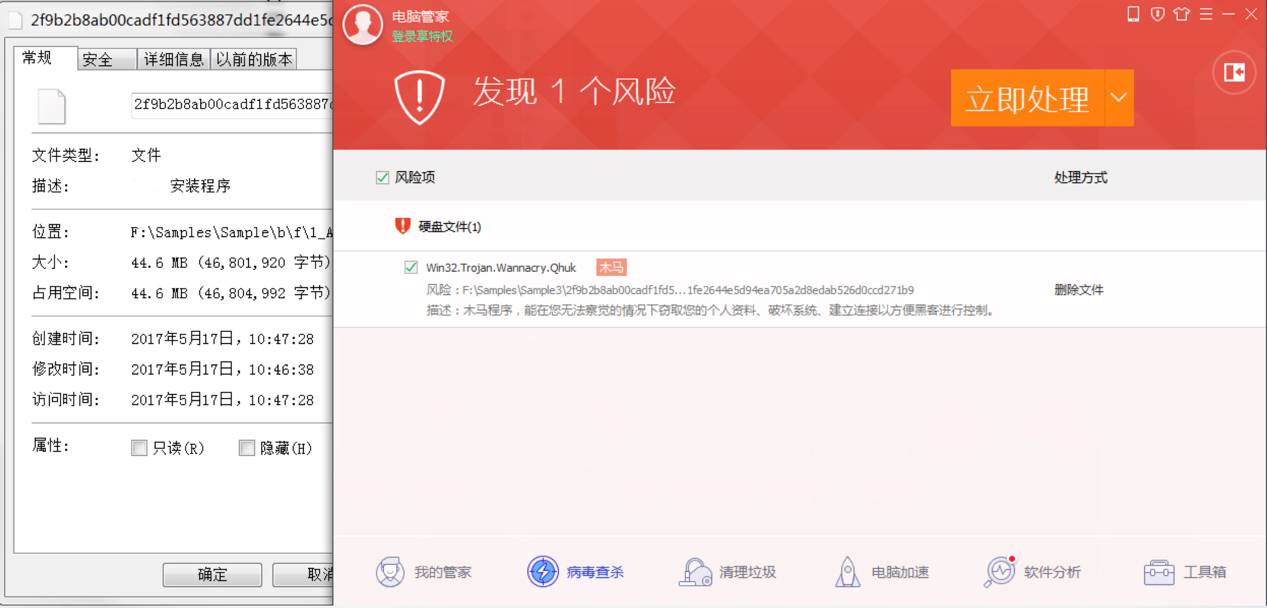 2f9b2b8ab00cadf1fd563887dd1fe2644e5d
常规
安全
详细信息
以前的版本
2f9b2b8ab00cadf1fd563887d
文件类型:
文件
描述:
安装程序
位置:
F:\Samples\Sample\b\f\1_A
大小:
44.6 MB (46,801,920 字节)
占用空间:
44.6 MB (46,804,992 字节)
创建时间:
2017年5月17日，10:47:28
修改时间:
2017年5月17日，10:46:38
访问时间:
2017年5月17日，10:47:28
属性:
只读(R)
隐藏(H)
确定
取消
电脑管家
登录享特权
发现 1 个风险
立即处理
风险项
处理方式
硬盘文件(1)
Win32.Trojan.Wannacry.Qhuk
木马
风险：F:\Samples\Sample3\2f9b2b8ab00cadf1fd5...1fe2644e5d94ea705a2d8edab526d0ccd271b9
删除文件
描述：木马程序，能在您无法察觉的情况下窃取您的个人资料、破坏系统、建立连接以方便黑客进行控制。
我的管家
病毒查杀
清理垃圾
电脑加速
软件分析
工具箱